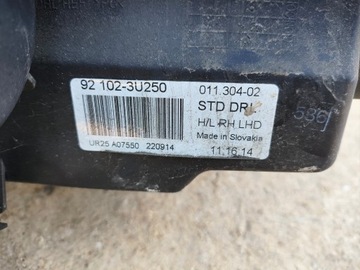 92 102-3U250
011.304-02
STD DRL
H/L RH LHD
Made in Slovakia
UR25 A07550 220914
11.16.14